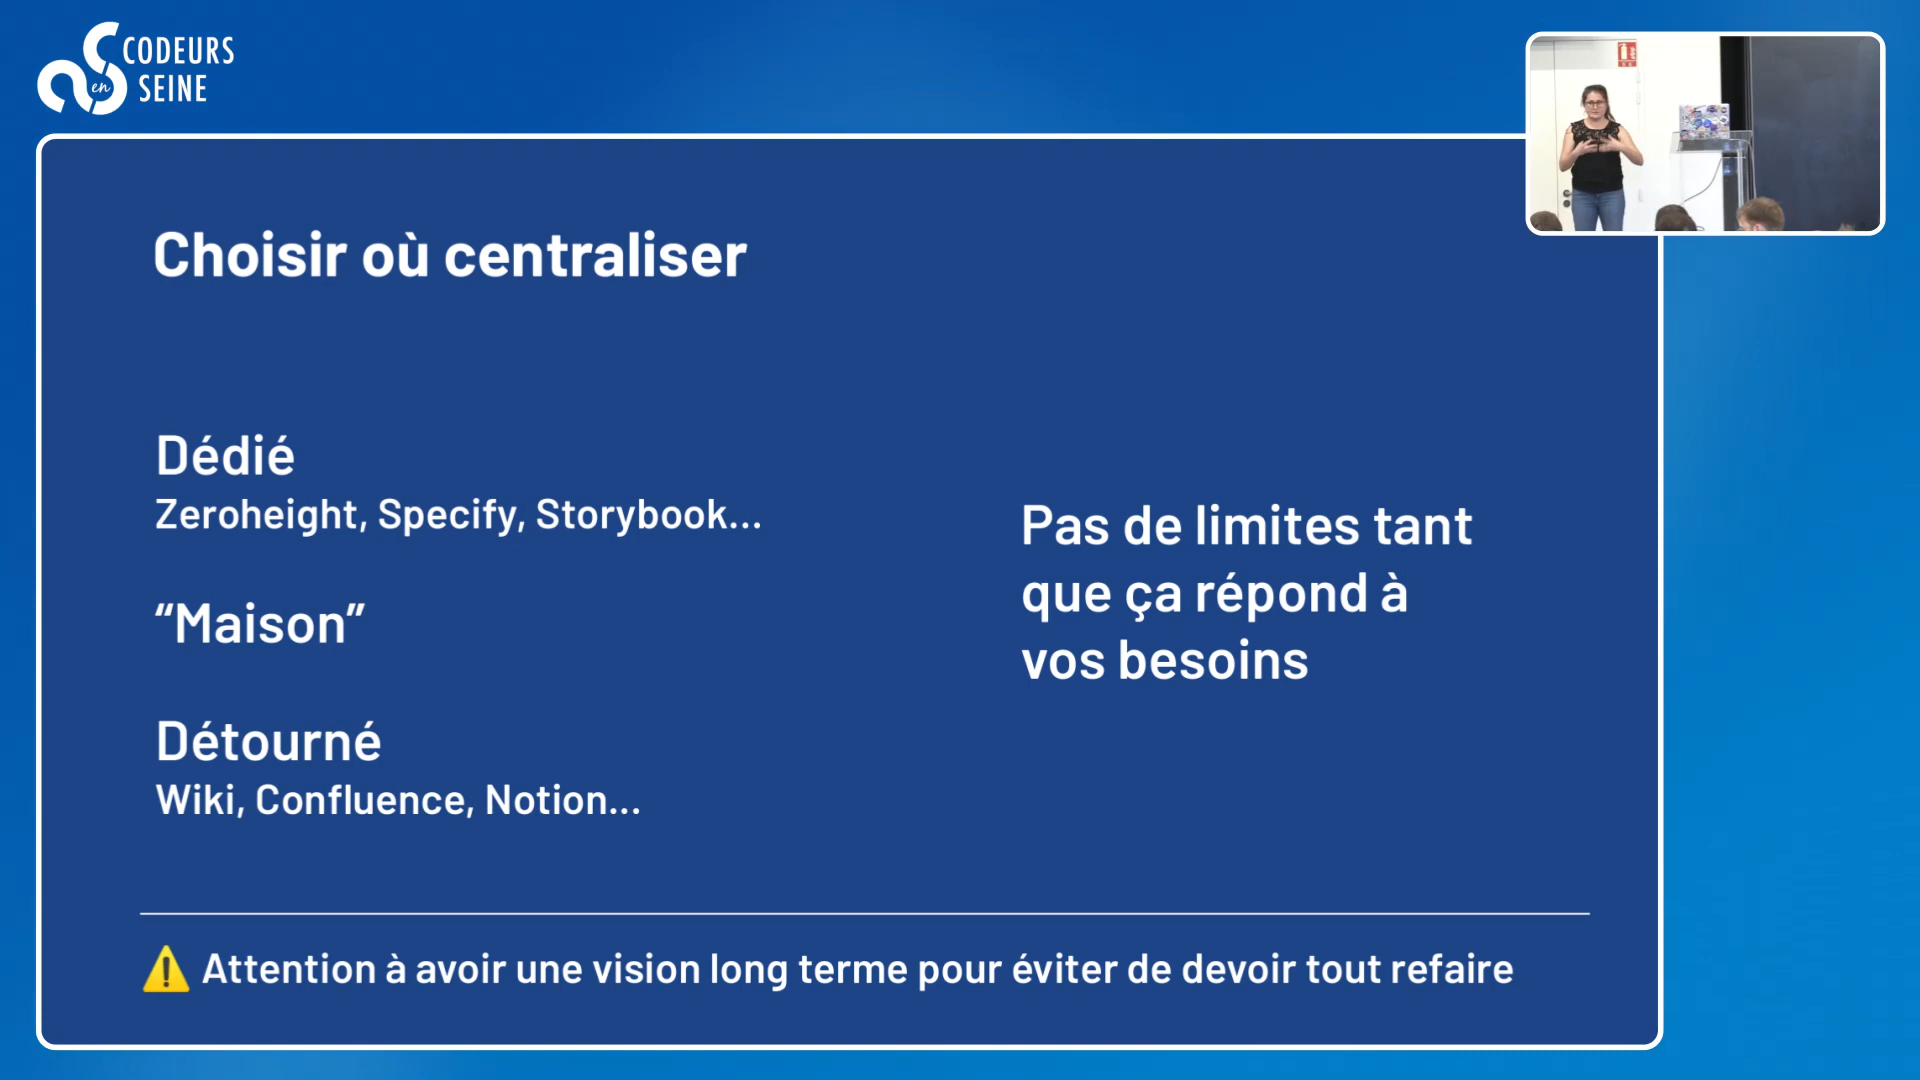 CODEURS
en
SEINE
Choisir où centraliser
Dédié
Zeroheight, Specify, Storybook...
“Maison”
Détourné
Wiki, Confluence, Notion...
Pas de limites tant
que ça répond à
vos besoins
⚠️ Attention à avoir une vision long terme pour éviter de devoir tout refaire